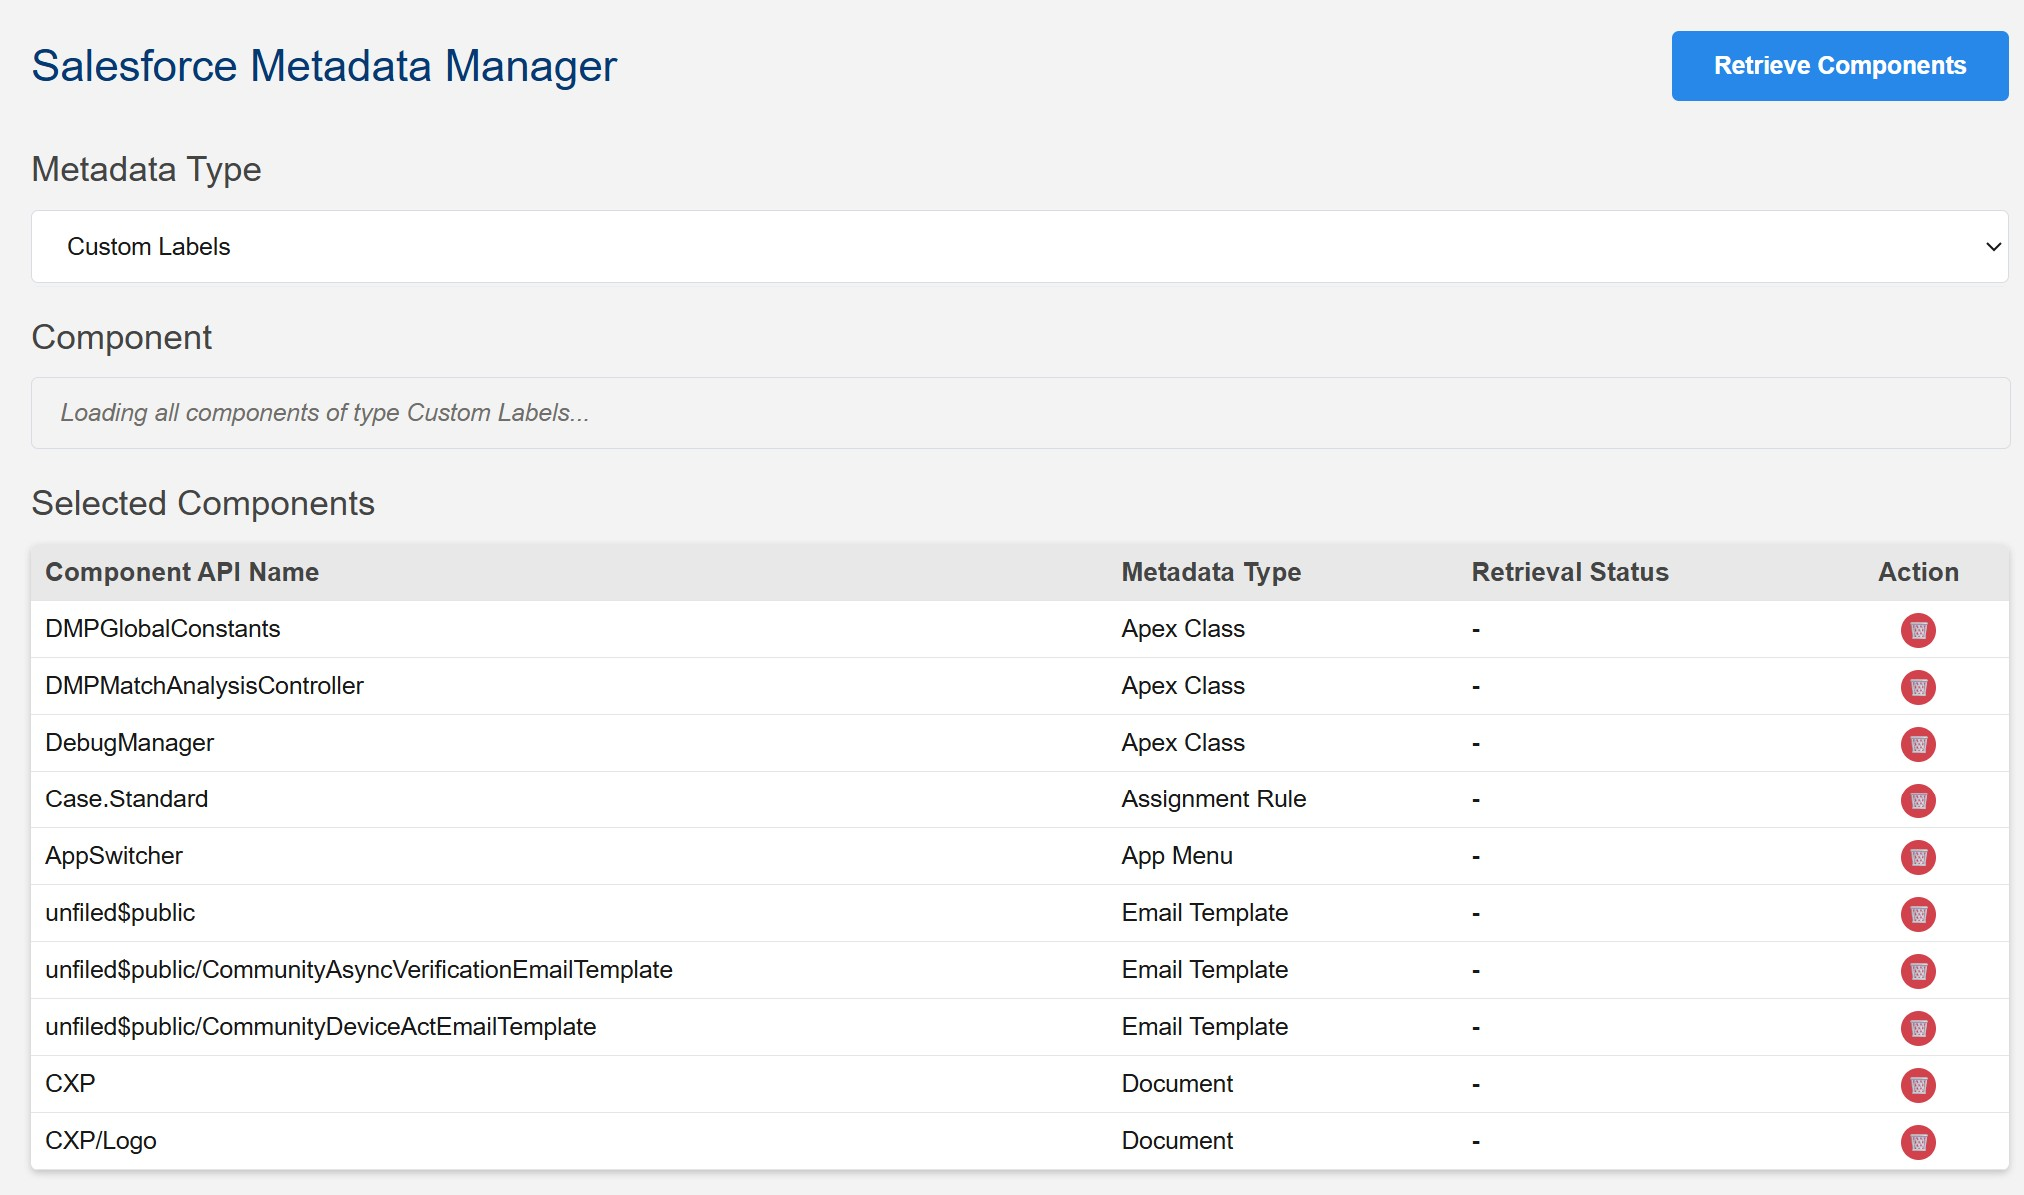 Salesforce Metadata Manager
Retrieve Components
Metadata Type
Custom Labels
Component
Loading all components of type Custom Labels...
Selected Components
Component API Name Metadata Type Retrieval Status Action
DMPGlobalConstants Apex Class -
DMPMatchAnalysisController Apex Class -
DebugManager Apex Class -
Case.Standard Assignment Rule -
AppSwitcher App Menu -
unfiled$public Email Template -
unfiled$public/CommunityAsyncVerificationEmailTemplate Email Template -
unfiled$public/CommunityDeviceActEmailTemplate Email Template -
CXP Document -
CXP/Logo Document -